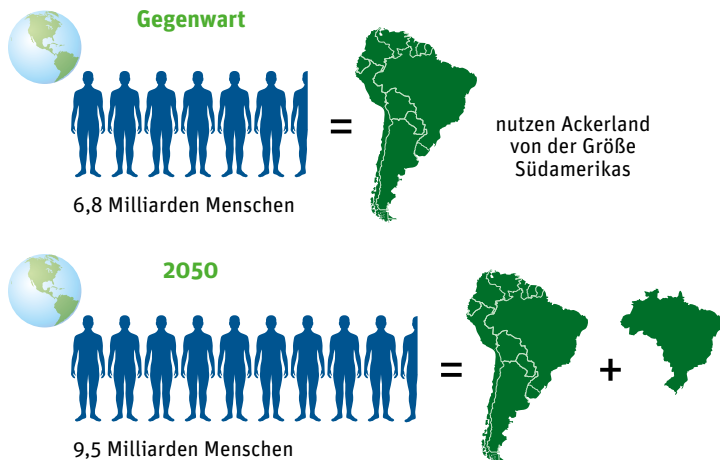 Gegenwart
=
nutzen Ackerland
von der Größe
Südamerikas
6,8 Milliarden Menschen
2050
= +
9,5 Milliarden Menschen